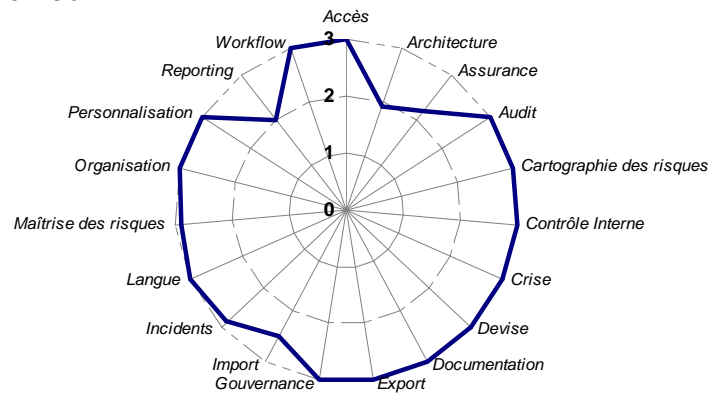 Accès
Workflow
3
Architecture
Reporting
Assurance
2
Personnalisation
Audit
1
Organisation
Cartographie des risques
0
Maîtrise des risques
Contrôle Interne
Langue
Crise
Incidents
Devise
Import
Documentation
Gouvernance
Export